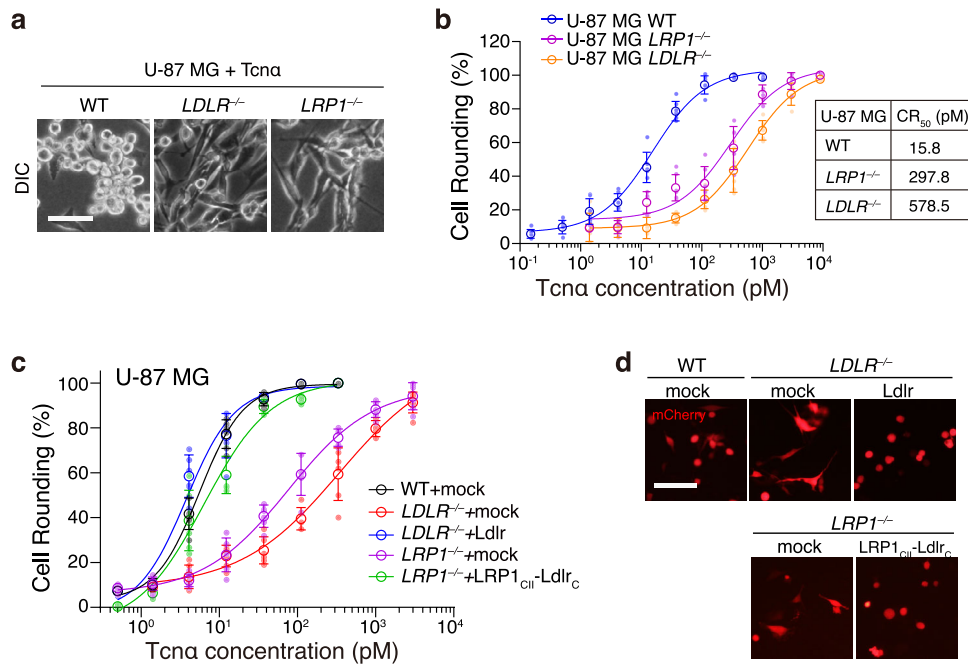 a
U-87 MG + Tcnα
WT LDLR⁻/⁻ LRP1⁻/⁻
DIC
b
U-87 MG WT
U-87 MG LRP1⁻/⁻
U-87 MG LDLR⁻/⁻
Cell Rounding (%)
120
100
80
60
40
20
0
10⁻¹ 10⁰ 10¹ 10² 10³ 10⁴
Tcnα concentration (pM)
U-87 MG CR₅₀ (pM)
WT 15.8
LRP1⁻/⁻ 297.8
LDLR⁻/⁻ 578.5
c
U-87 MG
Cell Rounding (%)
100
80
60
40
20
0
10⁰ 10¹ 10² 10³ 10⁴
Tcnα concentration (pM)
WT+mock
LDLR⁻/⁻+mock
LDLR⁻/⁻+Ldlr
LRP1⁻/⁻+mock
LRP1⁻/⁻+LRP1CII-LdlrC
d
WT LDLR⁻/⁻
mock mock Ldlr
mCherry
LRP1⁻/⁻
mock LRP1CII-LdlrC